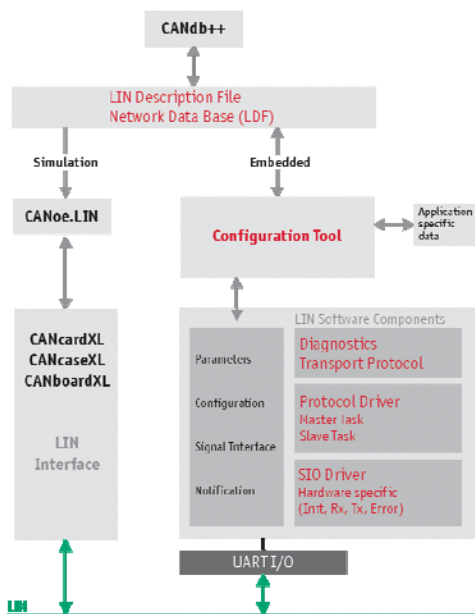 CANdb++
LIN Description File
Network Data Base (LDF)
Simulation
Embedded
CANoe.LIN
Configuration Tool
Application
specific
data
CANcardXL
CANcaseXL
CANboardXL
LIN
Interface
LIN Software Components
Parameters
Configuration
Signal Interface
Notification
Diagnostics
Transport Protocol
Protocol Driver
Master Task
Slave Task
SIO Driver
Hardware specific
(Init, Rx, Tx, Error)
UART I/O
LIN